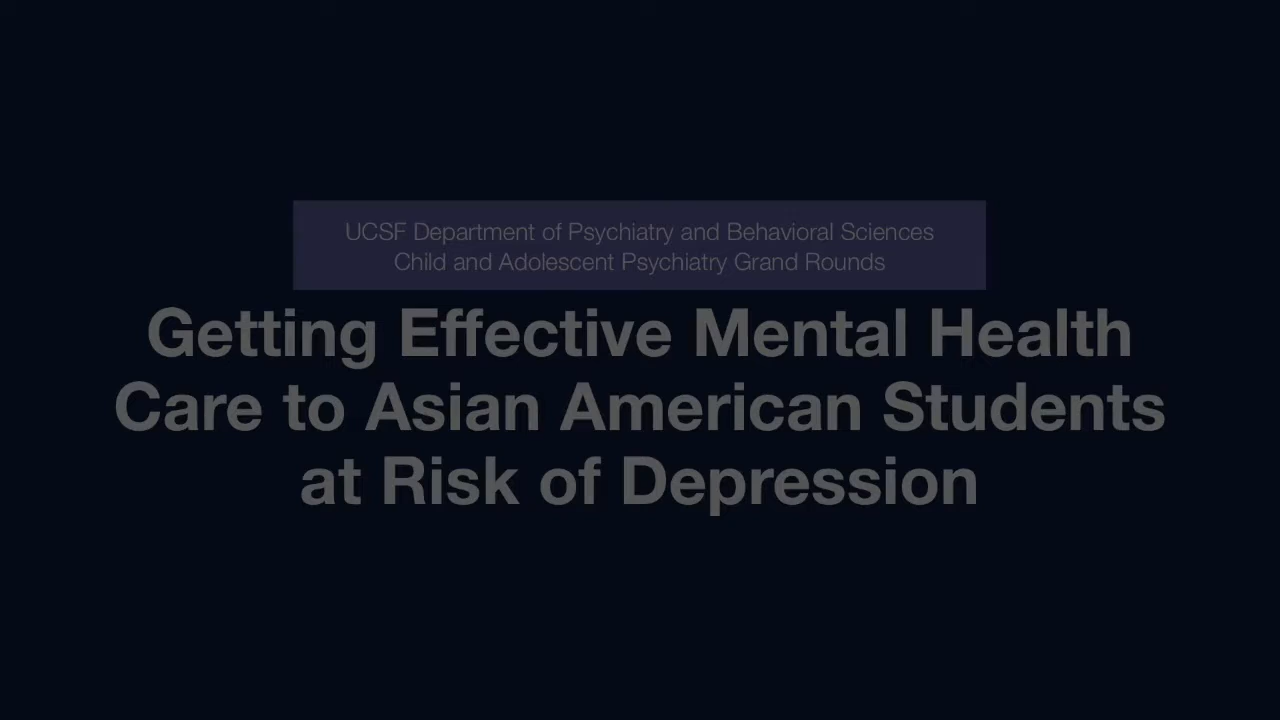 UCSF Department of Psychiatry and Behavioral Sciences
Child and Adolescent Psychiatry Grand Rounds
Getting Effective Mental Health
Care to Asian American Students
at Risk of Depression